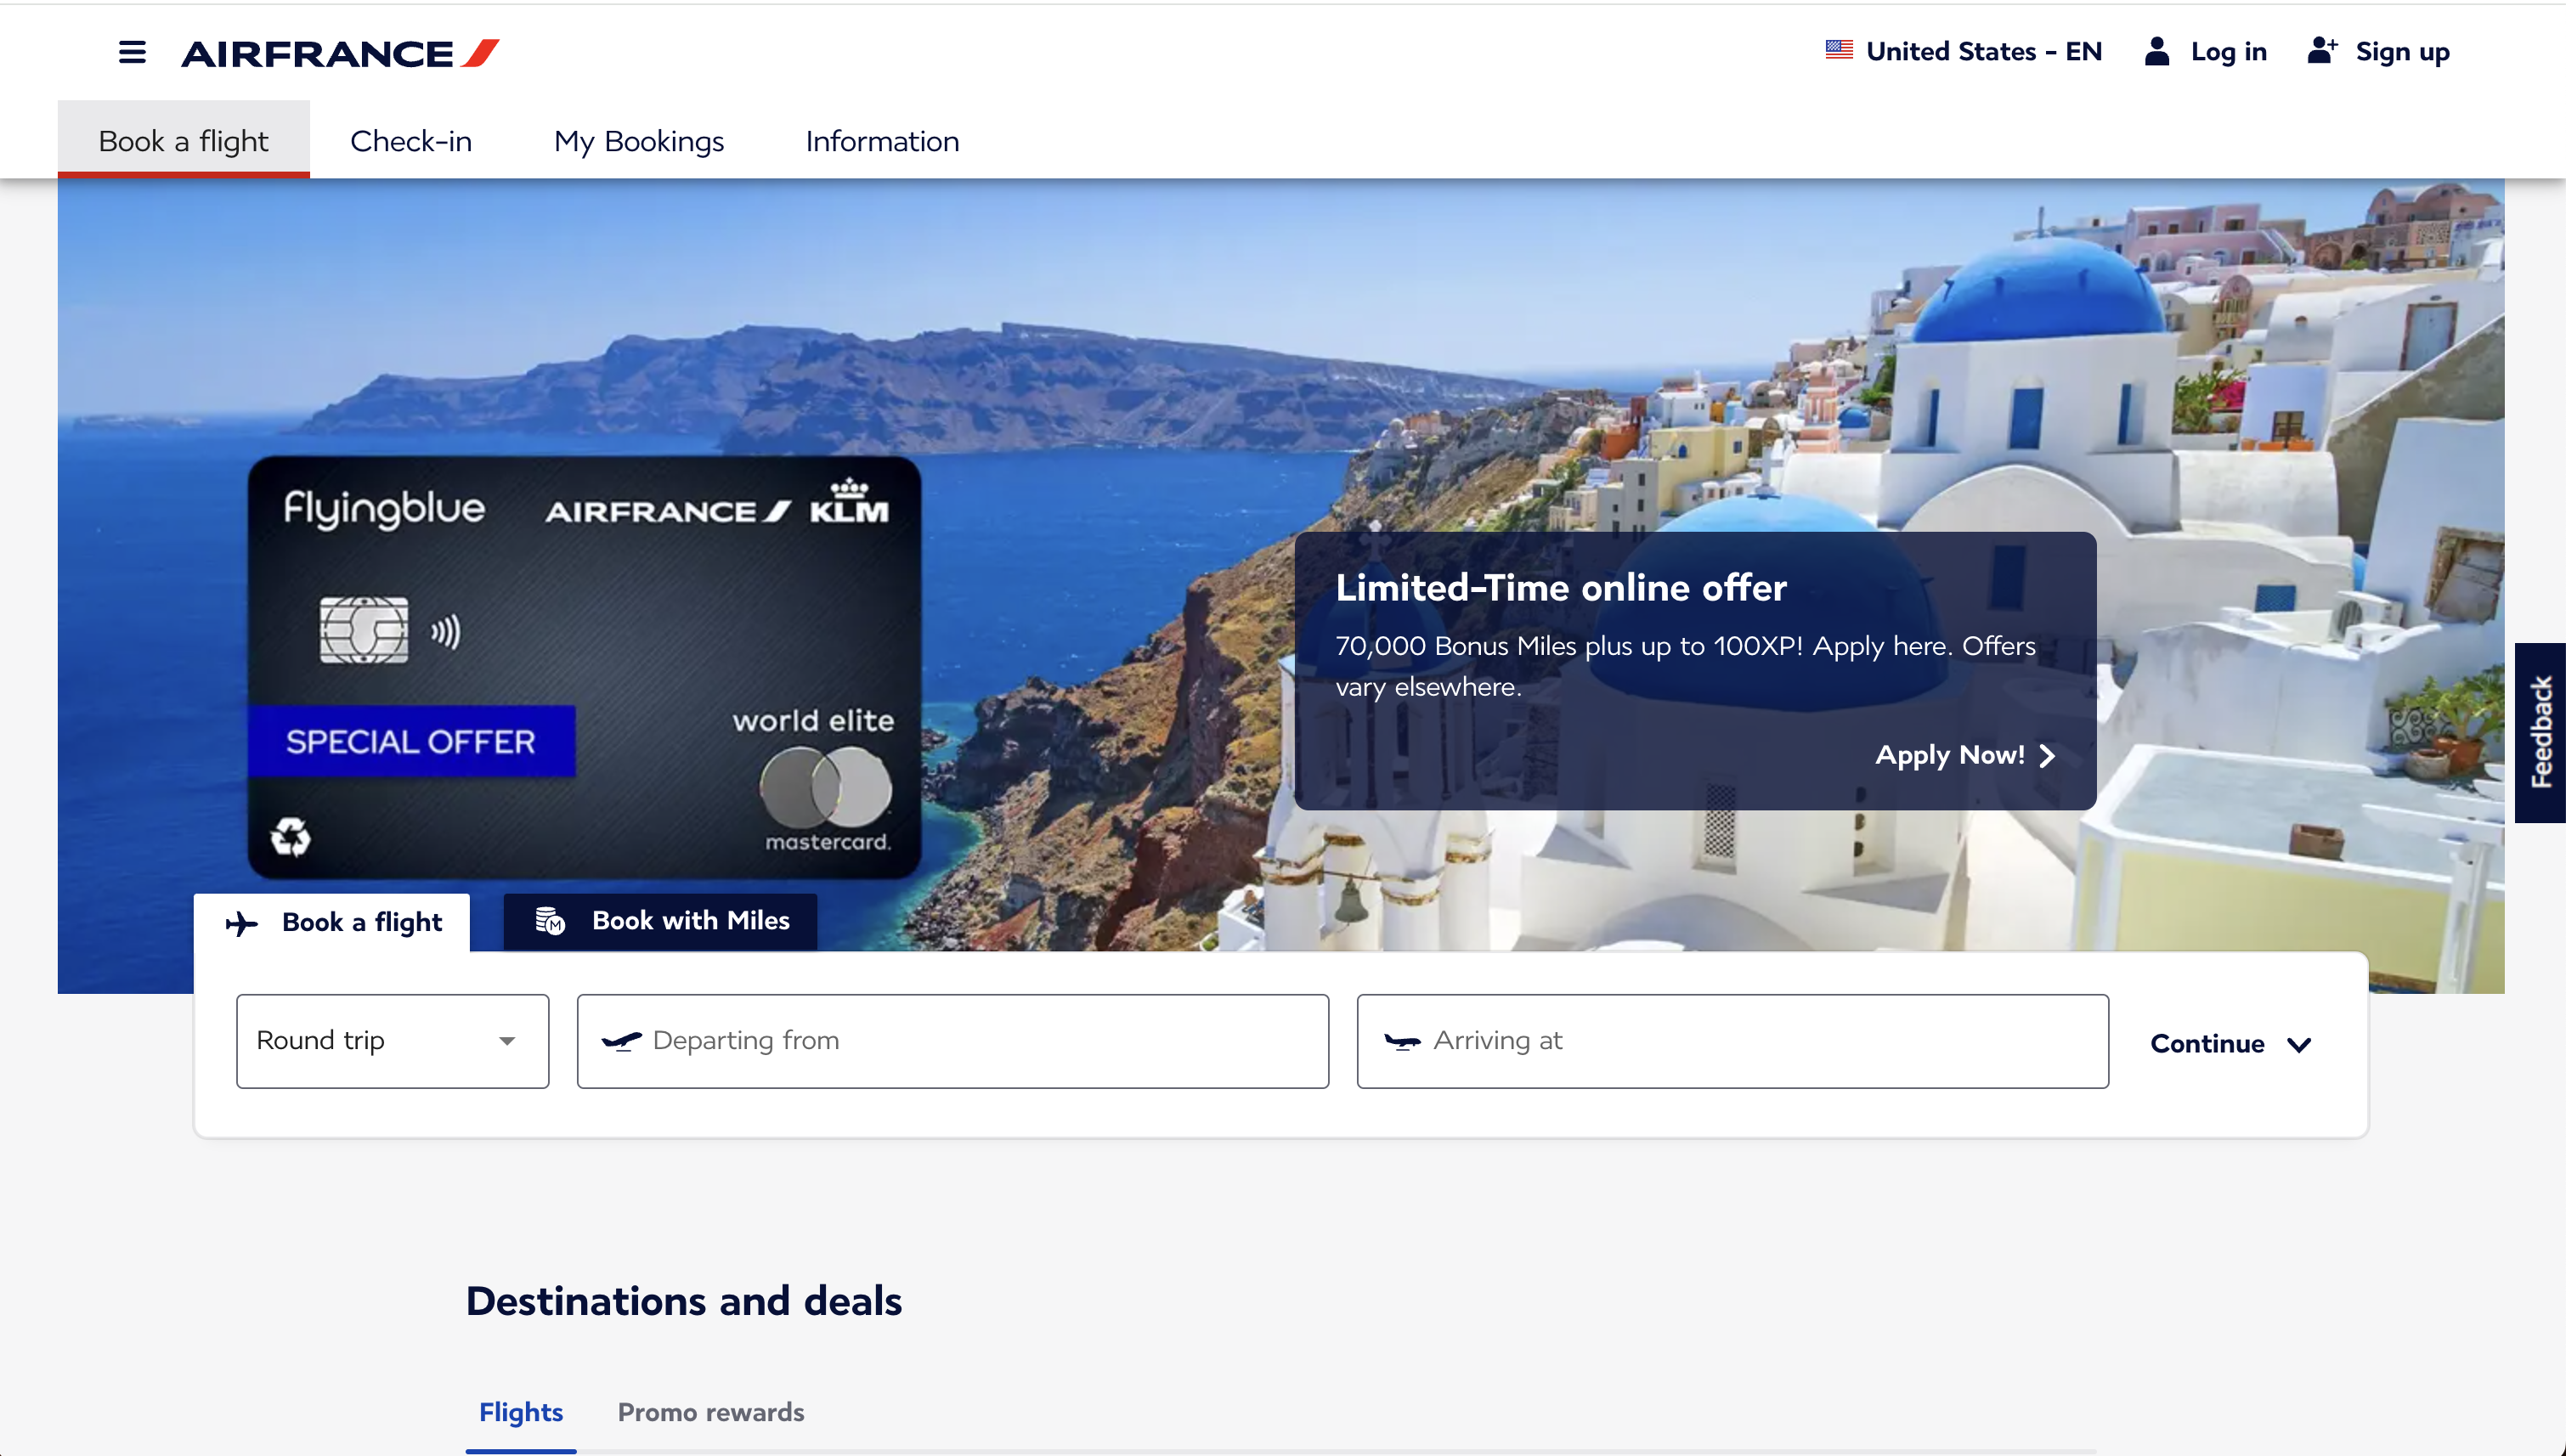 AIRFRANCE
United States - EN
Log in
Sign up
Book a flight
Check-in
My Bookings
Information
flyingblue
AIRFRANCE KLM
SPECIAL OFFER
world elite
mastercard.
Limited-Time online offer
70,000 Bonus Miles plus up to 100XP! Apply here. Offers
vary elsewhere.
Apply Now!
Feedback
Book a flight
M
Book with Miles
Round trip
Departing from
Arriving at
Continue
Destinations and deals
Flights
Promo rewards